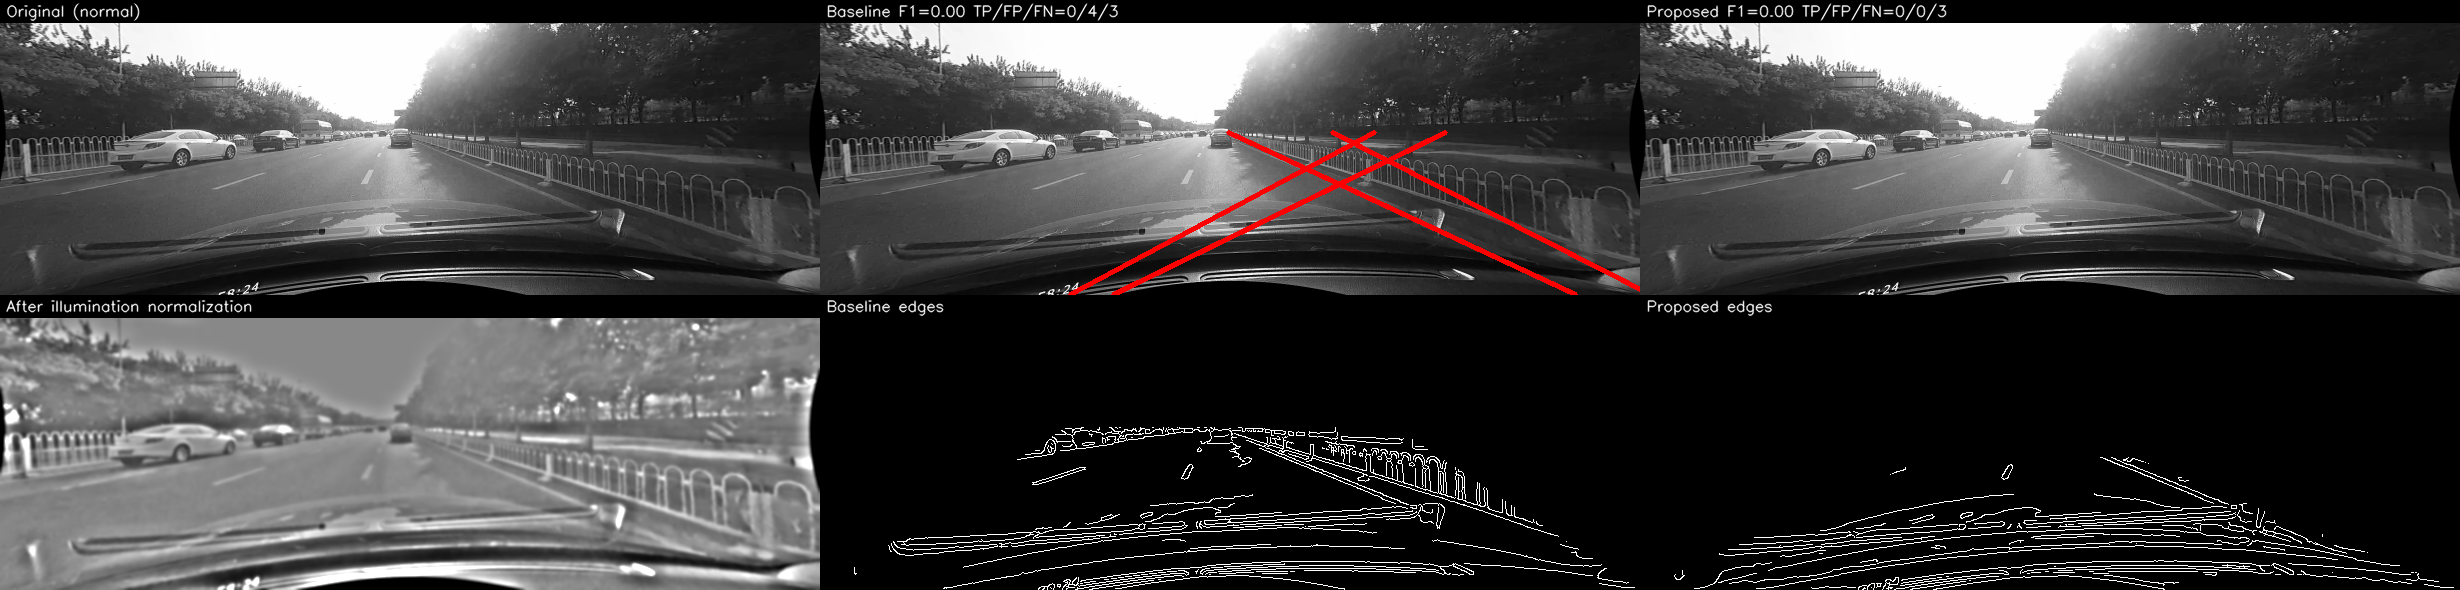 Original (normal)
Baseline F1=0.00 TP/FP/FN=0/4/3
Proposed F1=0.00 TP/FP/FN=0/0/3
After illumination normalization
Baseline edges
Proposed edges